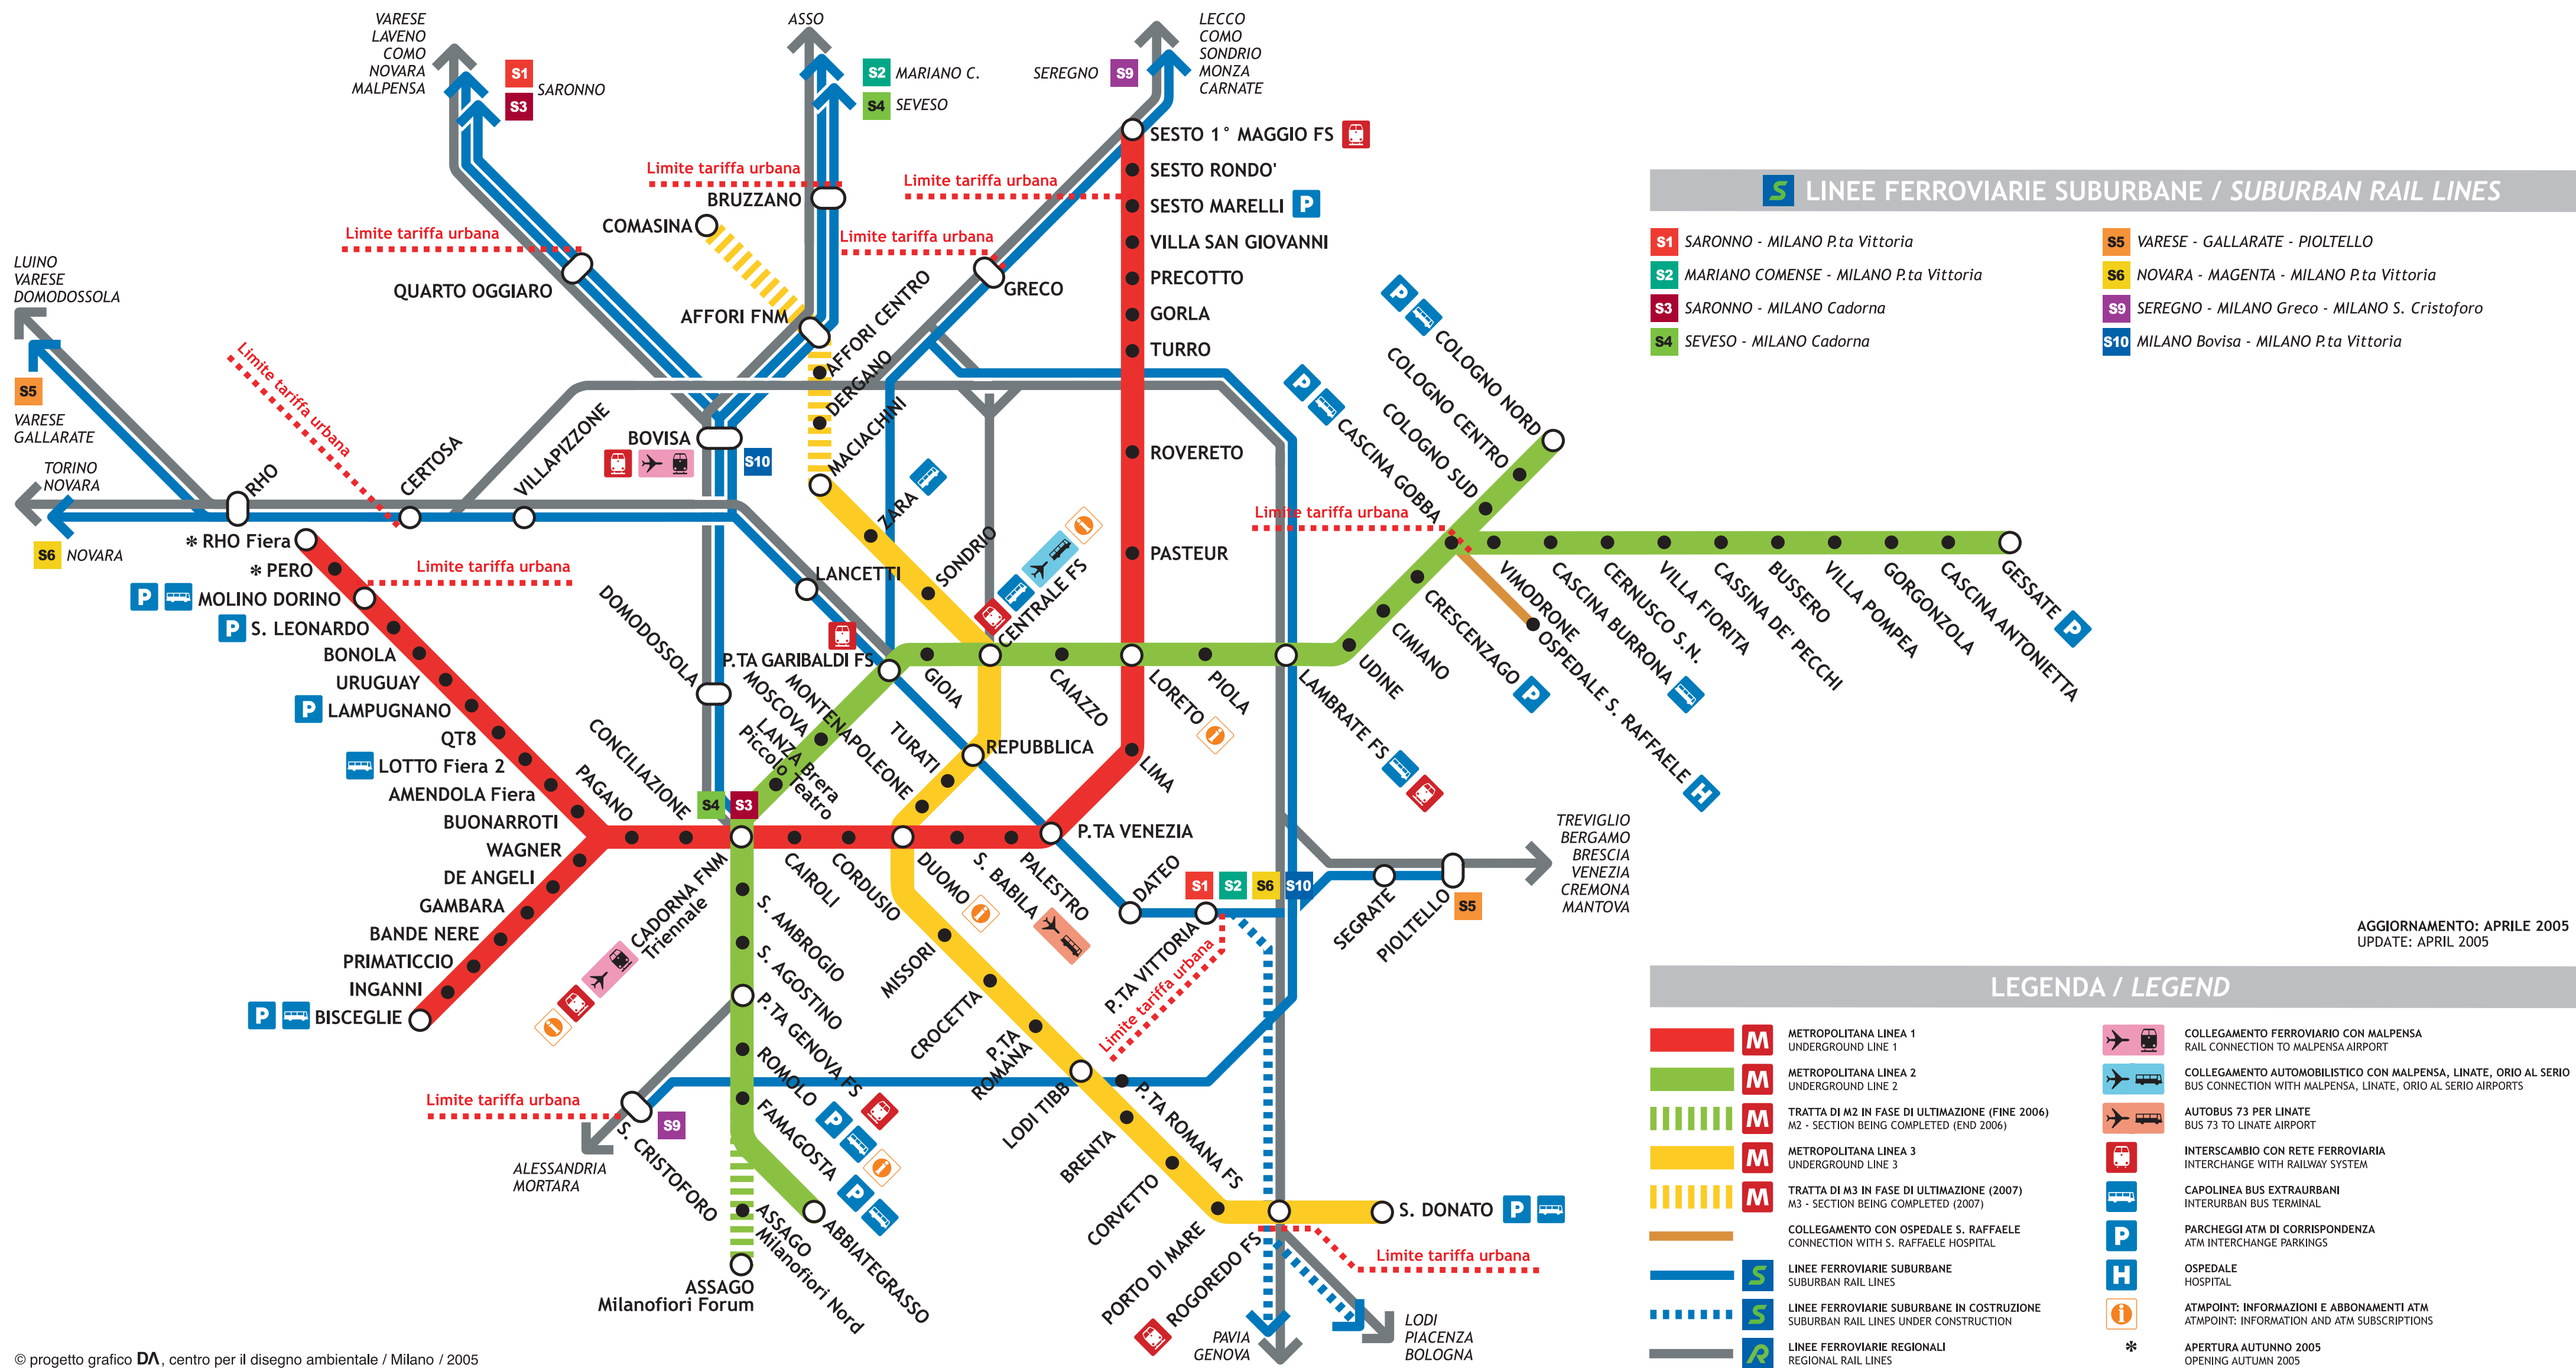 VARESE
LAVENO
COMO
NOVARA
MALPENSA
S1
S3
SARONNO
ASSO
S2 MARIANO C.
S4 SEVESO
SEREGNO S9
LECCO
COMO
SONDRIO
MONZA
CARNATE
SESTO 1° MAGGIO FS
SESTO RONDO'
SESTO MARELLI P
VILLA SAN GIOVANNI
PRECOTTO
GORLA
TURRO
ROVERETO
PASTEUR
Limite tariffa urbana
BRUZZANO
Limite tariffa urbana
COMASINA
Limite tariffa urbana
Limite tariffa urbana
QUARTO OGGIARO
GRECO
AFFORI FNM
AFFORI CENTRO
DERGANO
MACIACHINI
LUINO
VARESE
DOMODOSSOLA
S5
VARESE
GALLARATE
TORINO
NOVARA
S6 NOVARA
Limite tariffa urbana
RHO
CERTOSA
VILLAPIZZONE
BOVISA
S10
ZARA
SONDRIO
CENTRALE FS
LANCETTI
DOMODOSSOLA
P.TA GARIBALDI FS
* RHO Fiera
* PERO
Limite tariffa urbana
P MOLINO DORINO
P S. LEONARDO
BONOLA
URUGUAY
P LAMPUGNANO
QT8
LOTTO Fiera 2
AMENDOLA Fiera
BUONARROTI
WAGNER
DE ANGELI
GAMBARA
BANDE NERE
PRIMATICCIO
INGANNI
P BISCEGLIE
PAGANO
CONCILIAZIONE
S4 S3
MOSCOVA
LANZA Brera
Piccolo Teatro
MONTENAPOLEONE
TURATI
REPUBBLICA
GIOIA
CAIAZZO
LORETO
PIOLA
LIMA
P.TA VENEZIA
LAMBRATE FS
UDINE
CIMIANO
CRESCENZAGO P
P CASCINA GOBBA
COLOGNO SUD
COLOGNO CENTRO
P COLOGNO NORD
Limite tariffa urbana
VIMODRONE
CASCINA BURRONA
CERNUSCO S.N.
VILLA FIORITA
CASSINA DE' PECCHI
BUSSERO
VILLA POMPEA
GORGONZOLA
CASCINA ANTONIETTA
GESSATE P
OSPEDALE S. RAFFAELE H
CADORNA FNM
Triennale
CAIROLI
CORDUSIO
DUOMO
S. BABILA
PALESTRO
DATEO
S1 S2 S6 S10
P.TA VITTORIA
Limite tariffa urbana
SEGRATE
PIOLTELLO
S5
TREVIGLIO
BERGAMO
BRESCIA
VENEZIA
CREMONA
MANTOVA
S. AMBROGIO
S. AGOSTINO
P.TA GENOVA FS
ROMOLO P
FAMAGOSTA P
ABBIATEGRASSO
ASSAGO
Milanofiori Nord
ASSAGO
Milanofiori Forum
Limite tariffa urbana
S9
S. CRISTOFORO
ALESSANDRIA
MORTARA
MISSORI
CROCETTA
P.TA
ROMANA
LODI TIBB
P.TA ROMANA FS
BRENTA
CORVETTO
PORTO DI MARE
ROGOREDO FS
S. DONATO P
Limite tariffa urbana
PAVIA
GENOVA
LODI
PIACENZA
BOLOGNA
S LINEE FERROVIARIE SUBURBANE / SUBURBAN RAIL LINES
S1 SARONNO - MILANO P.ta Vittoria
S2 MARIANO COMENSE - MILANO P.ta Vittoria
S3 SARONNO - MILANO Cadorna
S4 SEVESO - MILANO Cadorna
S5 VARESE - GALLARATE - PIOLTELLO
S6 NOVARA - MAGENTA - MILANO P.ta Vittoria
S9 SEREGNO - MILANO Greco - MILANO S. Cristoforo
S10 MILANO Bovisa - MILANO P.ta Vittoria
AGGIORNAMENTO: APRILE 2005
UPDATE: APRIL 2005
LEGENDA / LEGEND
M METROPOLITANA LINEA 1
UNDERGROUND LINE 1
M METROPOLITANA LINEA 2
UNDERGROUND LINE 2
M TRATTA DI M2 IN FASE DI ULTIMAZIONE (FINE 2006)
M2 - SECTION BEING COMPLETED (END 2006)
M METROPOLITANA LINEA 3
UNDERGROUND LINE 3
M TRATTA DI M3 IN FASE DI ULTIMAZIONE (2007)
M3 - SECTION BEING COMPLETED (2007)
COLLEGAMENTO CON OSPEDALE S. RAFFAELE
CONNECTION WITH S. RAFFAELE HOSPITAL
S LINEE FERROVIARIE SUBURBANE
SUBURBAN RAIL LINES
S LINEE FERROVIARIE SUBURBANE IN COSTRUZIONE
SUBURBAN RAIL LINES UNDER CONSTRUCTION
R LINEE FERROVIARIE REGIONALI
REGIONAL RAIL LINES
COLLEGAMENTO FERROVIARIO CON MALPENSA
RAIL CONNECTION TO MALPENSA AIRPORT
COLLEGAMENTO AUTOMOBILISTICO CON MALPENSA, LINATE, ORIO AL SERIO
BUS CONNECTION WITH MALPENSA, LINATE, ORIO AL SERIO AIRPORTS
AUTOBUS 73 PER LINATE
BUS 73 TO LINATE AIRPORT
INTERSCAMBIO CON RETE FERROVIARIA
INTERCHANGE WITH RAILWAY SYSTEM
CAPOLINEA BUS EXTRAURBANI
INTERURBAN BUS TERMINAL
P PARCHEGGI ATM DI CORRISPONDENZA
ATM INTERCHANGE PARKINGS
H OSPEDALE
HOSPITAL
i ATMPOINT: INFORMAZIONI E ABBONAMENTI ATM
ATMPOINT: INFORMATION AND ATM SUBSCRIPTIONS
* APERTURA AUTUNNO 2005
OPENING AUTUMN 2005
© progetto grafico DA, centro per il disegno ambientale / Milano / 2005